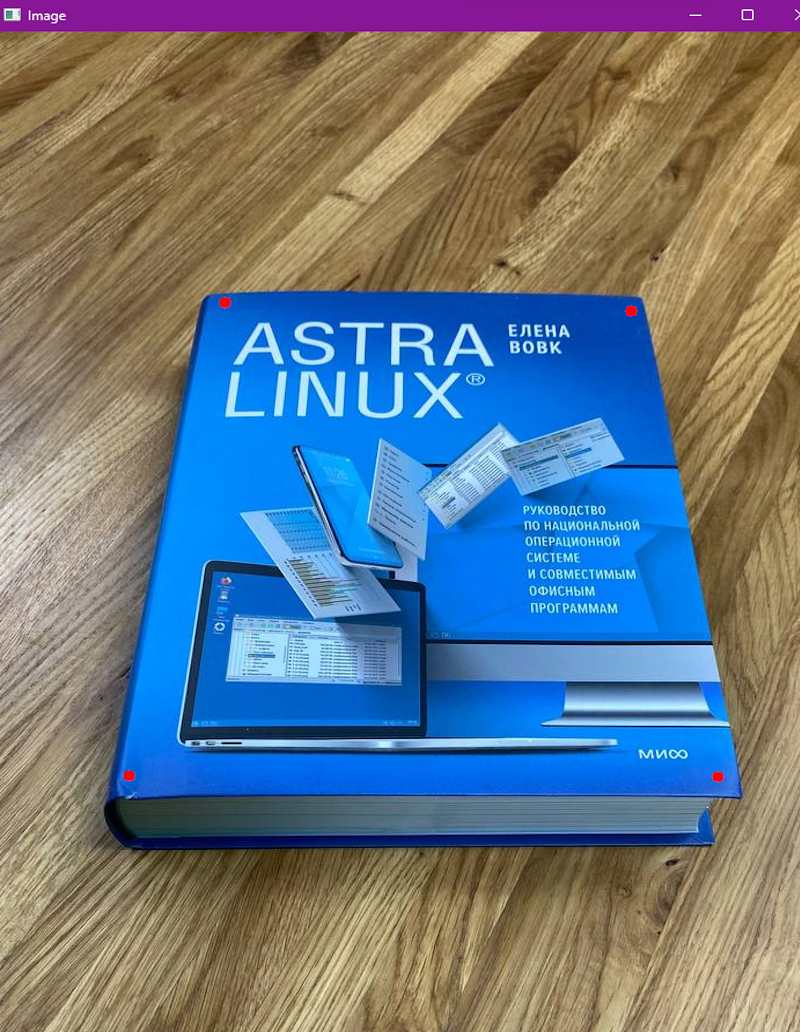 Image
ASTRA
LINUX®
ЕЛЕНА
ВОВК
РУКОВОДСТВО
ПО НАЦИОНАЛЬНОЙ
ОПЕРАЦИОННОЙ
СИСТЕМЕ
И СОВМЕСТИМЫМ
ОФИСНЫМ
ПРОГРАММАМ
МИФ